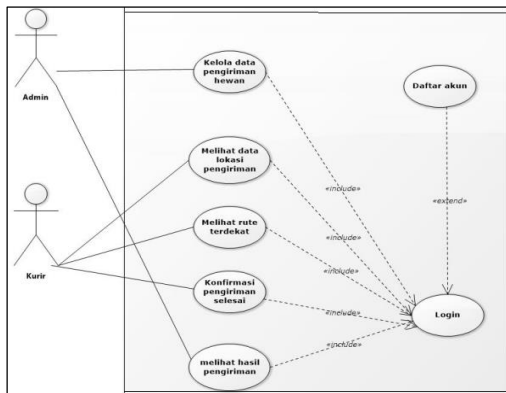 Admin
Kurir
Kelola data
pengiriman
hewan
Daftar akun
Melihat data
lokasi
pengiriman
Melihat rute
terdekat
Konfirmasi
pengiriman
selesai
melihat hasil
pengiriman
Login
«include»
«include»
«include»
«include»
«include»
«extend»